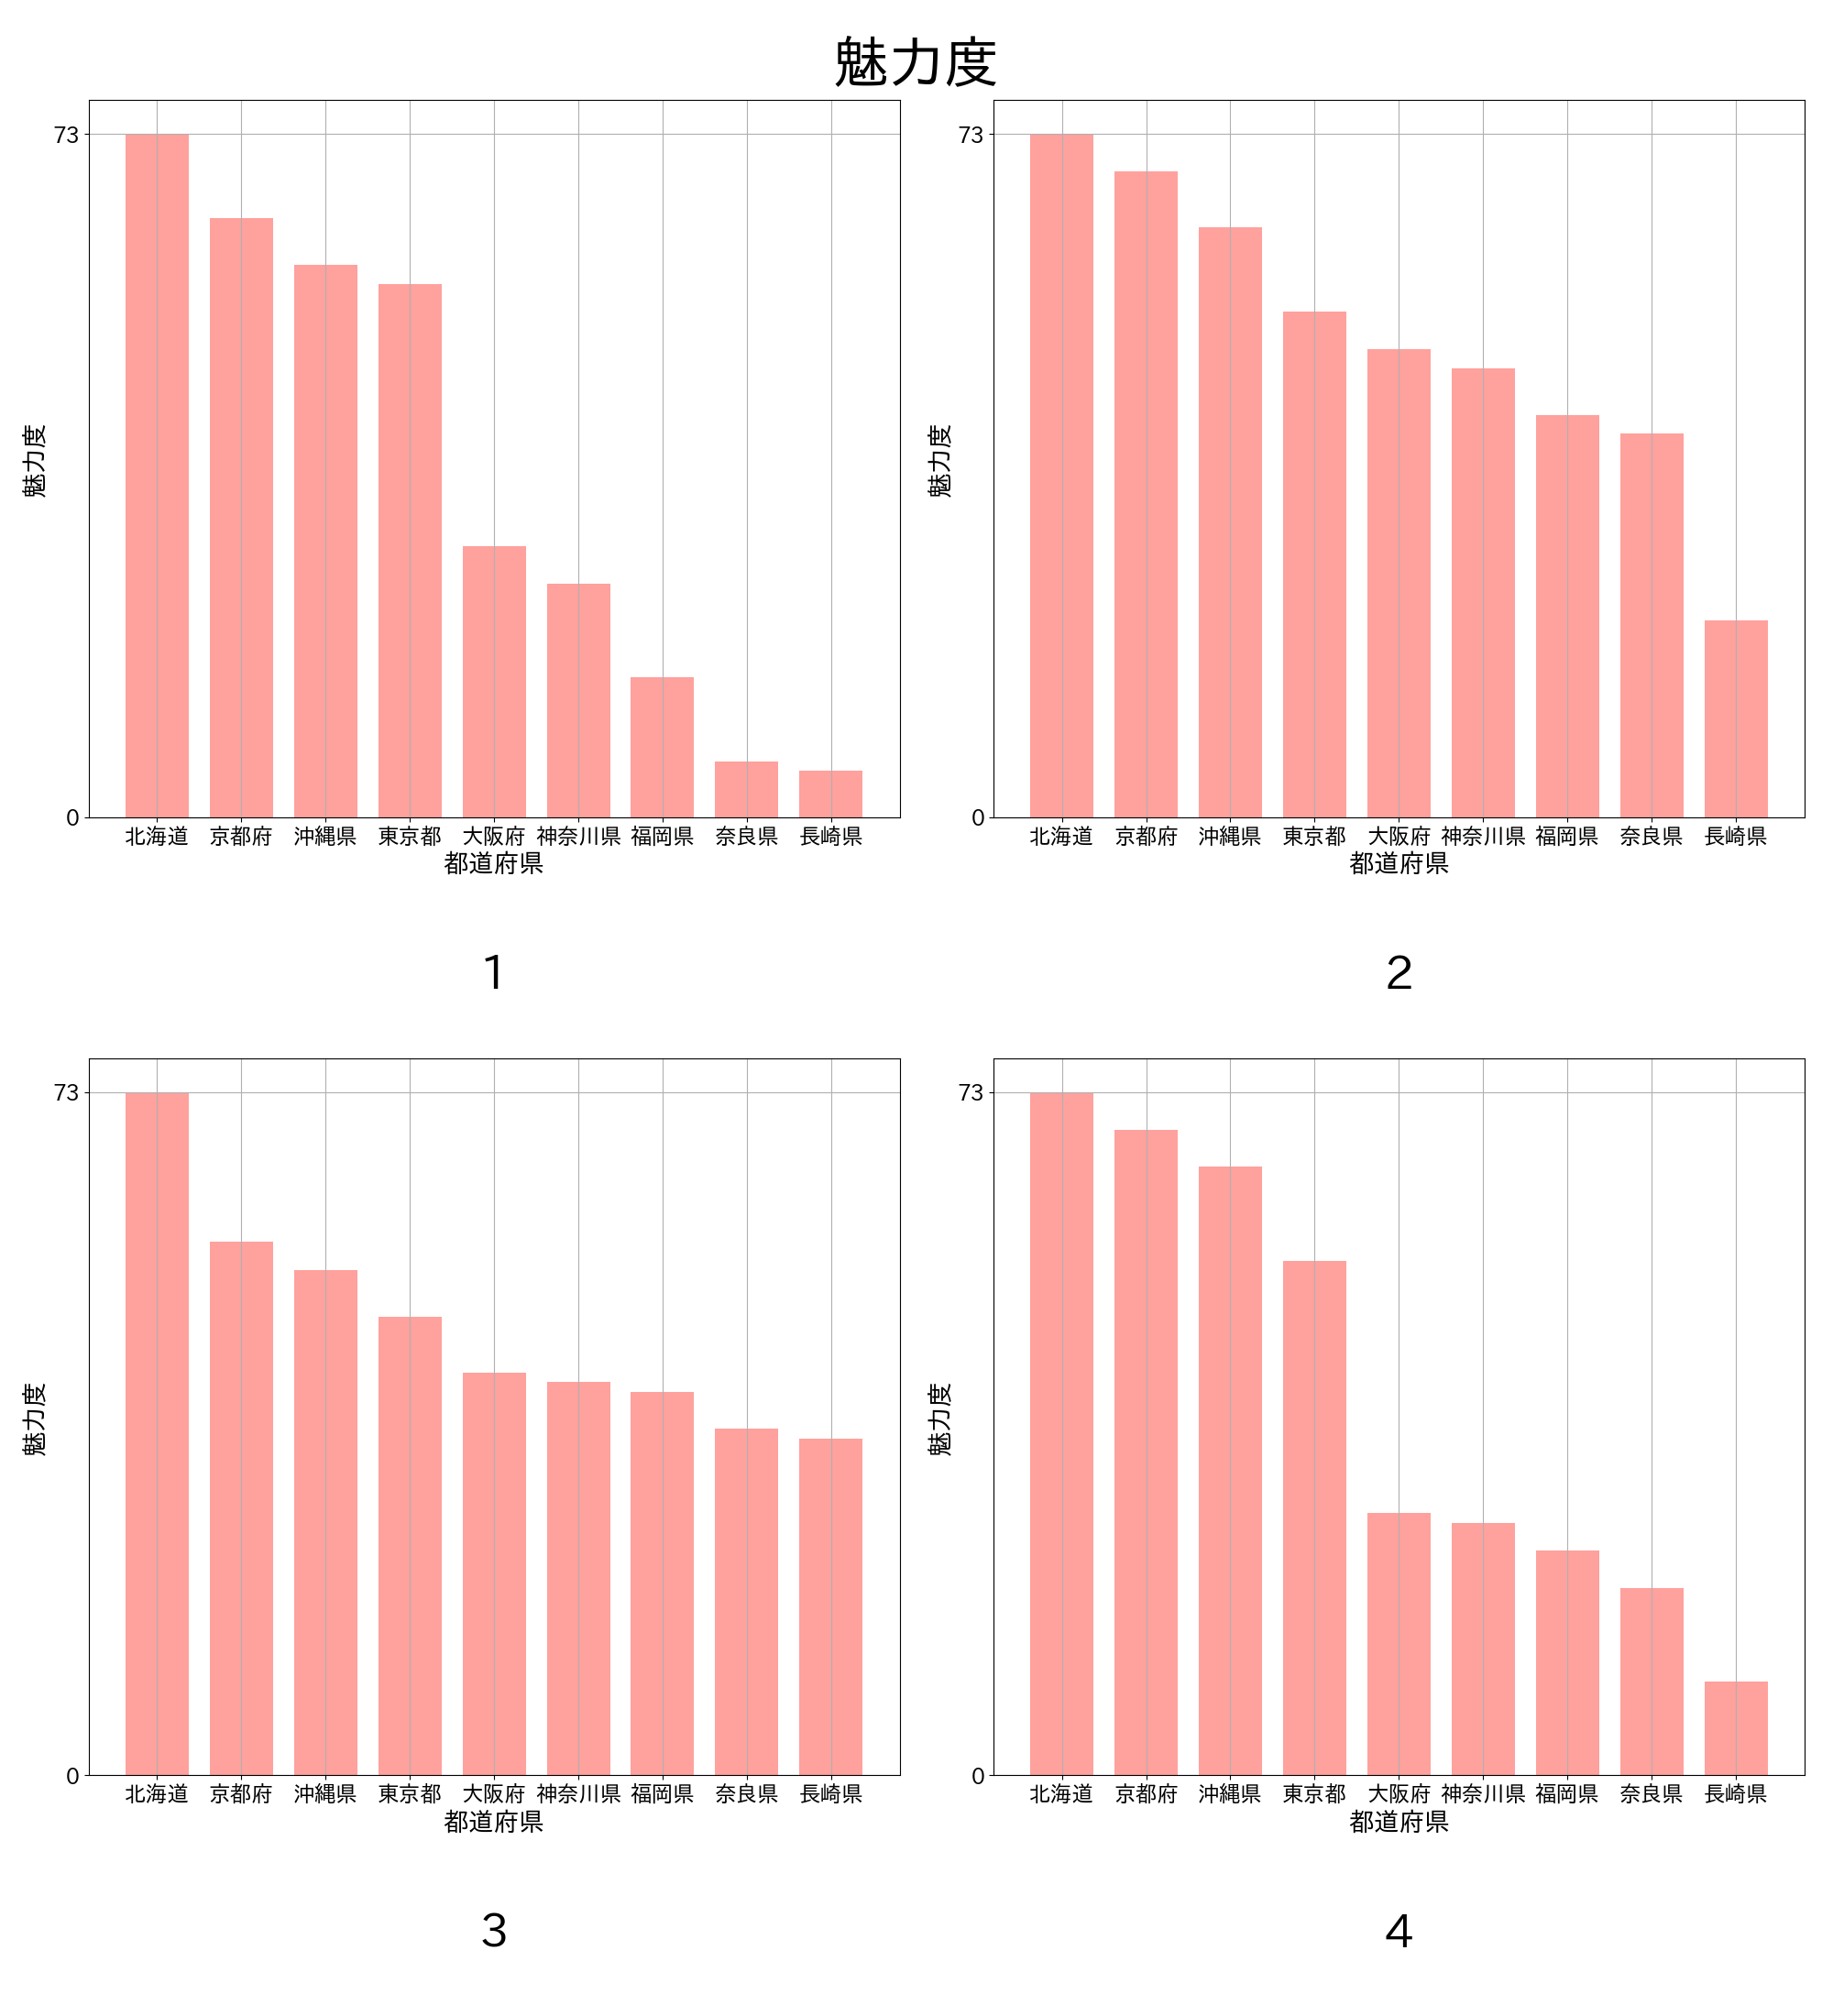 魅力度
73
魅力度
0
北海道 京都府 沖縄県 東京都 大阪府 神奈川県 福岡県 奈良県 長崎県
都道府県
1
73
魅力度
0
北海道 京都府 沖縄県 東京都 大阪府 神奈川県 福岡県 奈良県 長崎県
都道府県
2
73
魅力度
0
北海道 京都府 沖縄県 東京都 大阪府 神奈川県 福岡県 奈良県 長崎県
都道府県
3
73
魅力度
0
北海道 京都府 沖縄県 東京都 大阪府 神奈川県 福岡県 奈良県 長崎県
都道府県
4